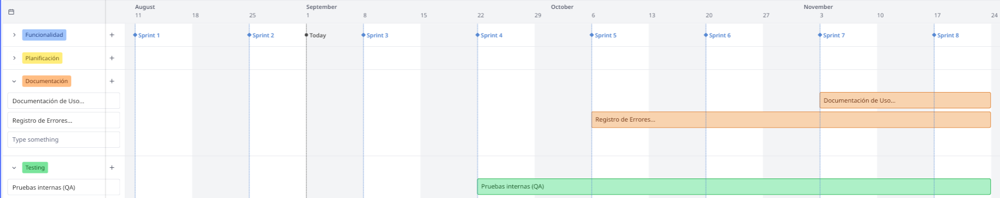 August September October November
11 18 25 1 8 15 22 29 6 13 20 27 3 10 17 24
Funcionalidad + Sprint 1 Sprint 2 Today Sprint 3 Sprint 4 Sprint 5 Sprint 6 Sprint 7 Sprint 8
Planificación +
Documentación +
Documentación de Uso... Documentación de Uso...
Registro de Errores... Registro de Errores...
Type something
Testing +
Pruebas internas (QA) Pruebas internas (QA)